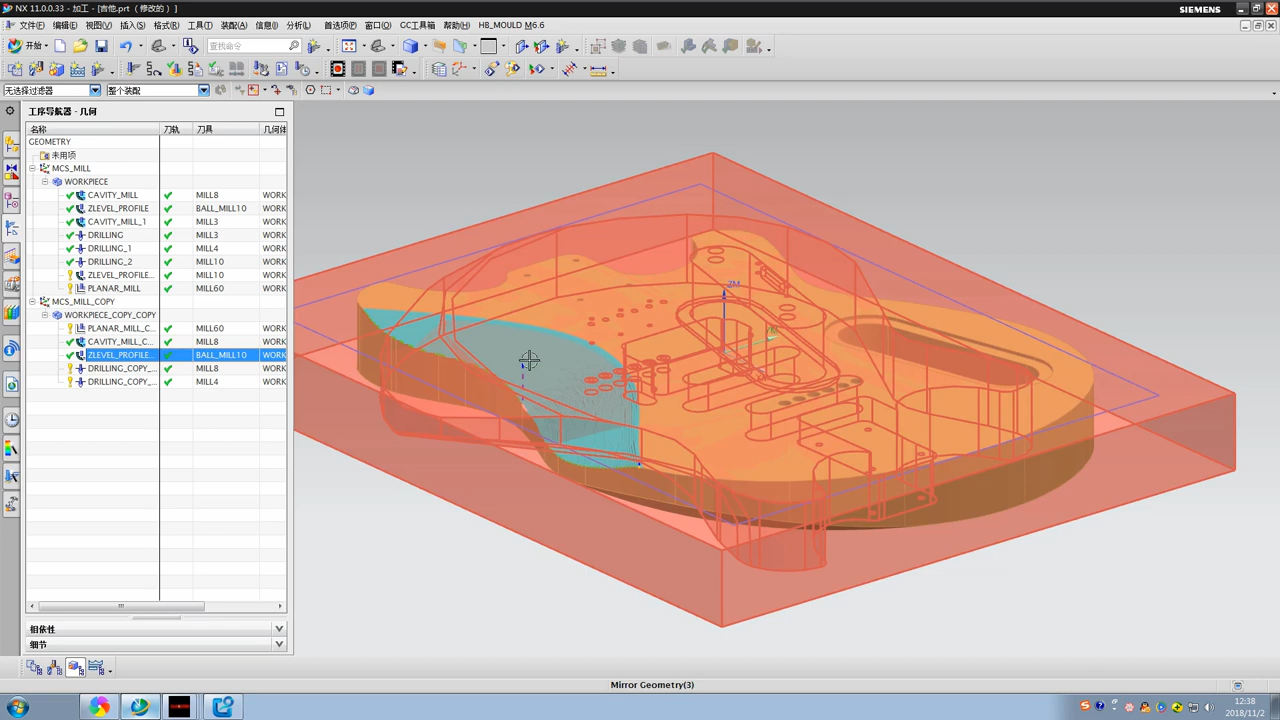 NX 11.0.0.33 - 加工 - [吉他.prt （修改的） ]
SIEMENS
文件(F) 编辑(E) 视图(V) 插入(S) 格式(R) 工具(T) 装配(A) 信息(I) 分析(L) 首选项(P) 窗口(O) GC工具箱 帮助(H) HB_MOULD M6.6
开始
查找命令
无选择过滤器 整个装配
工序导航器 - 几何
名称 刀轨 刀具 几何体
GEOMETRY
未用项
MCS_MILL
WORKPIECE
CAVITY_MILL MILL8 WORK
ZLEVEL_PROFILE BALL_MILL10 WORK
CAVITY_MILL_1 MILL3 WORK
DRILLING MILL3 WORK
DRILLING_1 MILL4 WORK
DRILLING_2 MILL10 WORK
ZLEVEL_PROFILE... MILL10 WORK
PLANAR_MILL MILL60 WORK
MCS_MILL_COPY
WORKPIECE_COPY_COPY
PLANAR_MILL_C... MILL60 WORK
CAVITY_MILL_C... MILL8 WORK
ZLEVEL_PROFILE... BALL_MILL10 WORK
DRILLING_COPY_... MILL8 WORK
DRILLING_COPY_... MILL4 WORK
ZM
YM
相依性
细节
Mirror Geometry(3)
12:38
2018/11/2